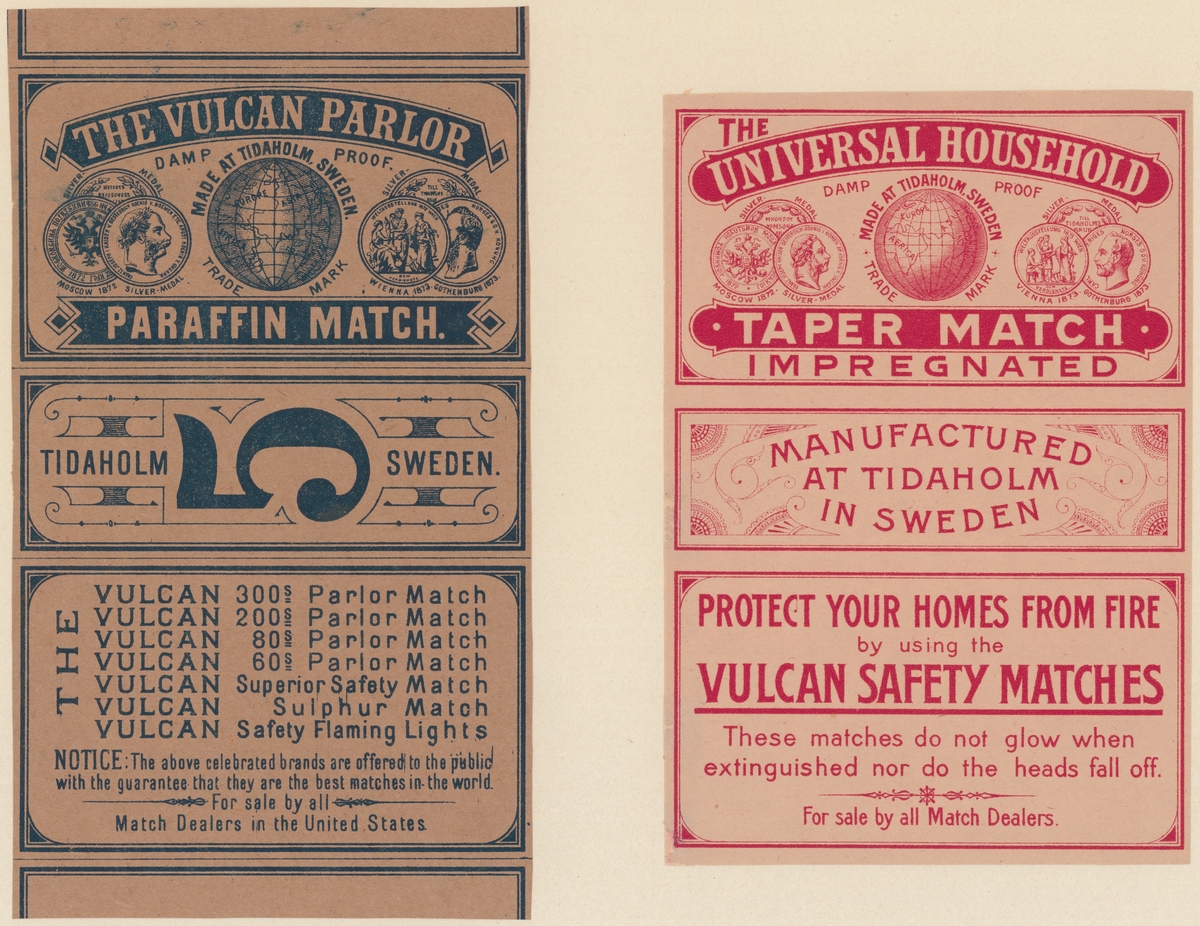 THE VULCAN PARLOR
DAMP PROOF
MADE AT TIDAHOLM, SWEDEN.
SILVER- MEDAL
SILVER- MEDAL
EUROPE ASIA
TRADE MARK
MOSCOW 1872 SILVER-MEDAL
WIENNA 1873 GOTHENBURG 1873.
PARAFFIN MATCH.
TIDAHOLM 5 SWEDEN.
THE
VULCAN 300s Parlor Match
VULCAN 200s Parlor Match
VULCAN 80s Parlor Match
VULCAN 60s Parlor Match
VULCAN Superior Safety Match
VULCAN Sulphur Match
VULCAN Safety Flaming Lights
NOTICE: The above celebrated brands are offered to the public
with the guarantee that they are the best matches in the world.
For sale by all
Match Dealers in the United States.
THE
UNIVERSAL HOUSEHOLD
DAMP PROOF
MADE AT TIDAHOLM, SWEDEN
SILVER- MEDAL
SILVER- MEDAL
EUROPE
AFRI
TRADE MARK
MOSCOW 1872- SILVER-MEDAL
VIENNA 1873- GOTHENBURG 1873
TAPER MATCH
IMPREGNATED
MANUFACTURED
AT TIDAHOLM
IN SWEDEN
PROTECT YOUR HOMES FROM FIRE
by using the
VULCAN SAFETY MATCHES
These matches do not glow when
extinguished nor do the heads fall off.
For sale by all Match Dealers.